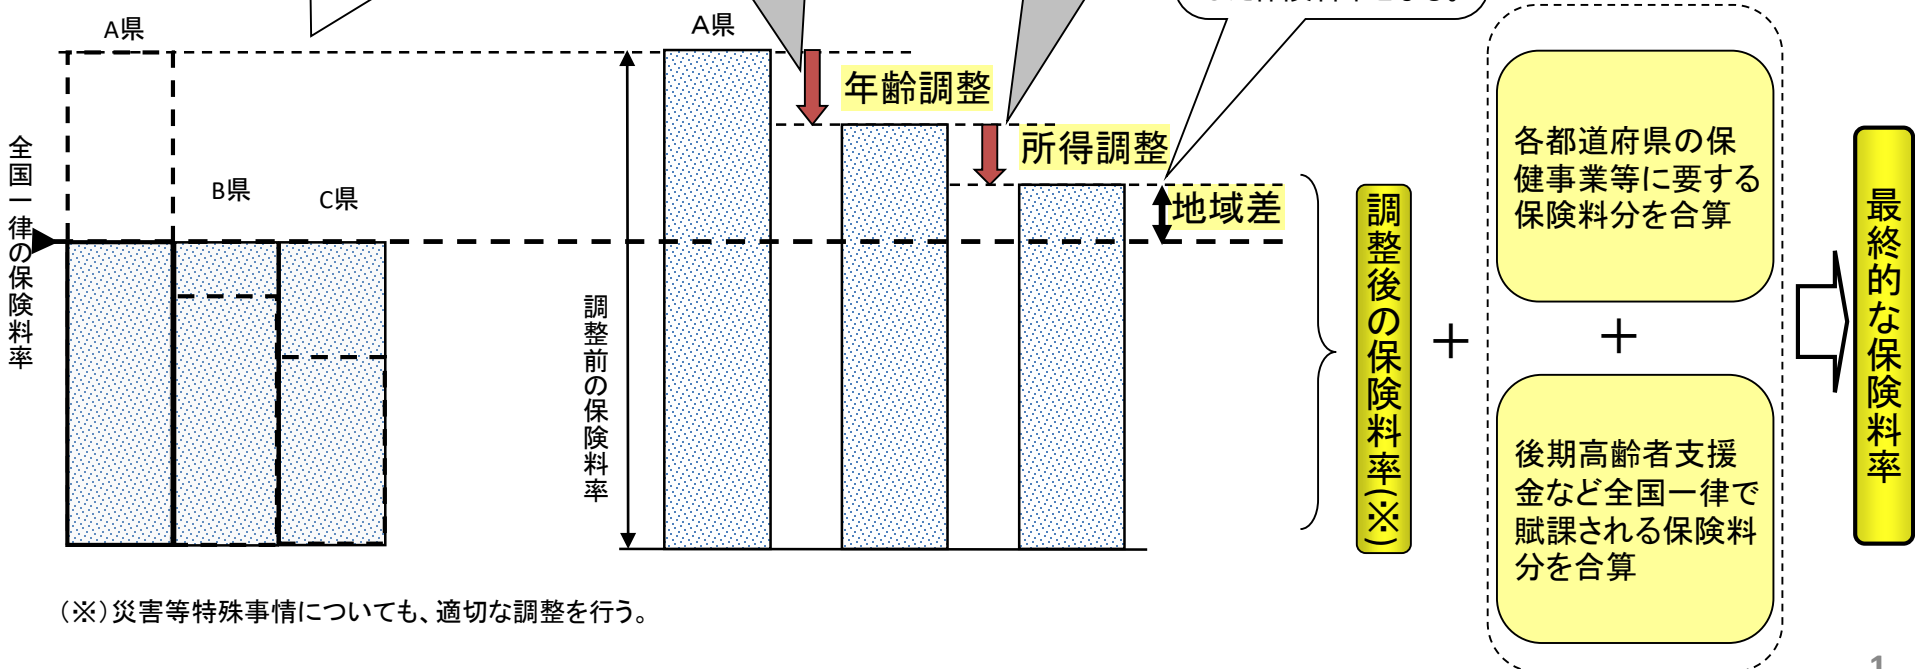 A県
B県
C県
全国一律の保険料率
A県
年齢調整
所得調整
地域差
調整前の保険料率
調整後の保険料率(※)
+
各都道府県の保
健事業等に要する
保険料分を合算
+
後期高齢者支援
金など全国一律で
賦課される保険料
分を合算
最終的な保険料率
(※)災害等特殊事情についても、適切な調整を行う。